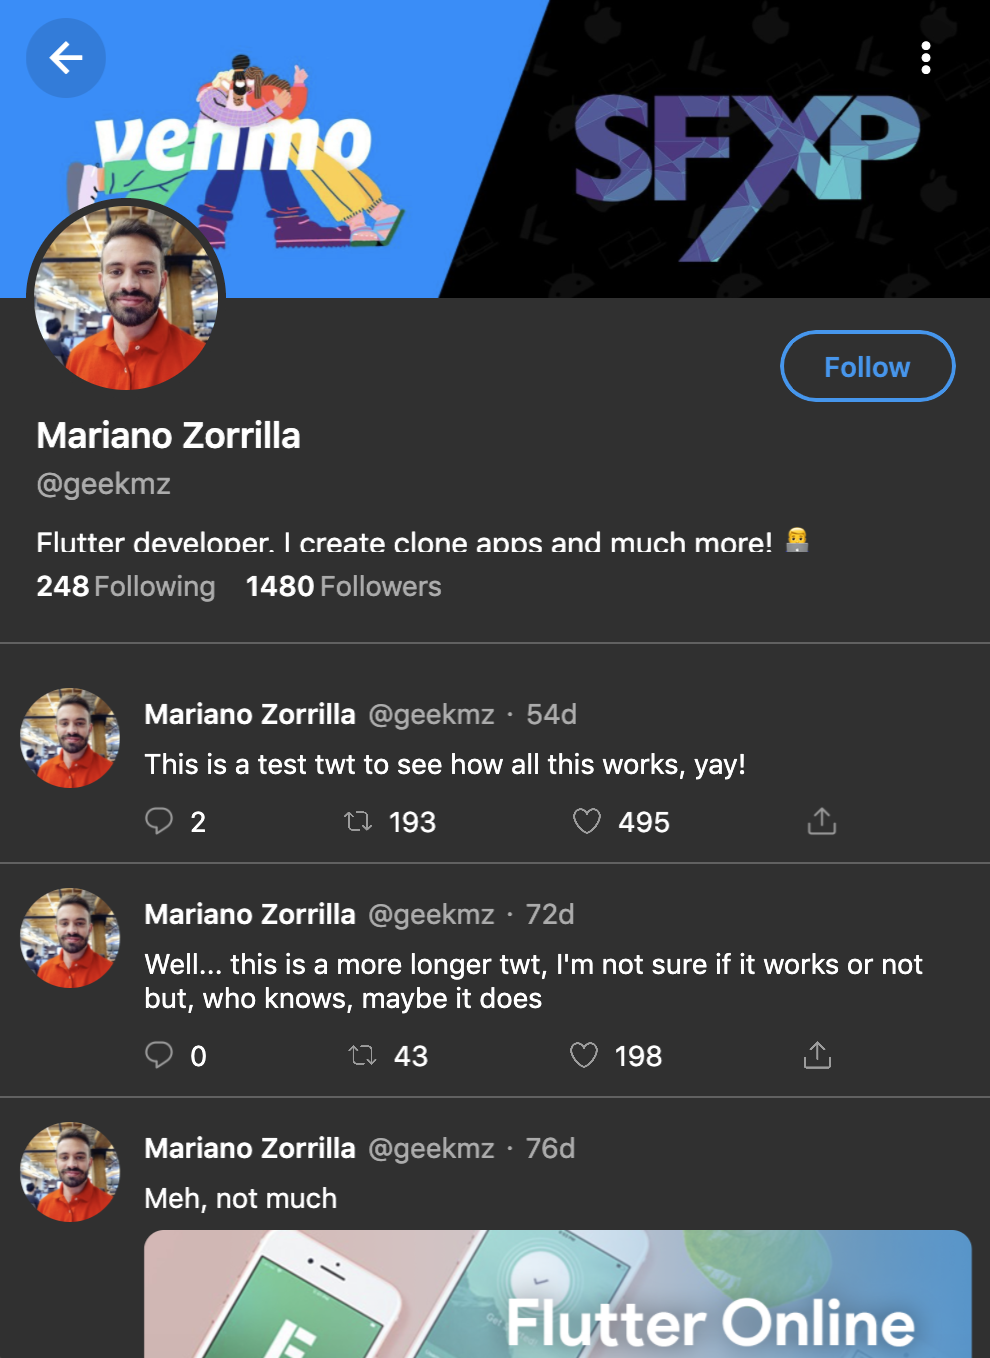 venmo
SFXP
Follow
Mariano Zorrilla
@geekmz
Flutter developer. I create clone apps and much more! 👨‍💻
248 Following 1480 Followers
Mariano Zorrilla @geekmz · 54d
This is a test twt to see how all this works, yay!
2 193 495
Mariano Zorrilla @geekmz · 72d
Well... this is a more longer twt, I'm not sure if it works or not
but, who knows, maybe it does
0 43 198
Mariano Zorrilla @geekmz · 76d
Meh, not much
Flutter Online